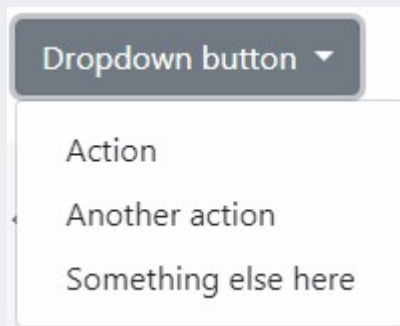 Dropdown button
Action
Another action
Something else here